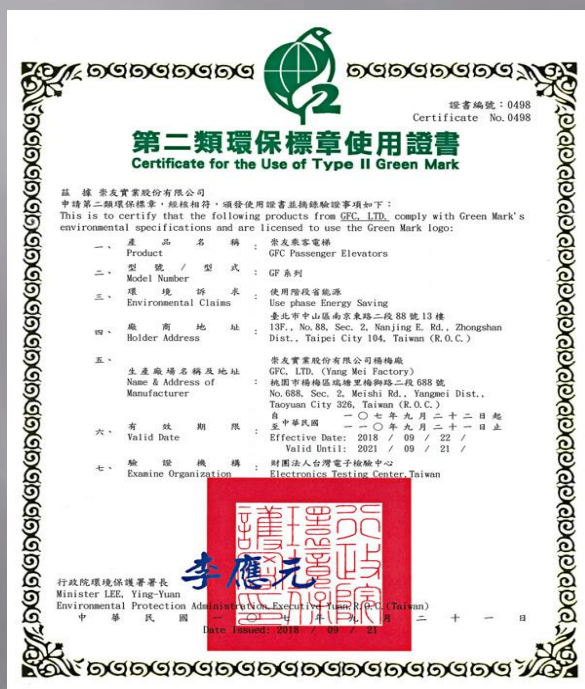 2
證書編號：0498
Certificate No.0498
第二類環保標章使用證書
Certificate for the Use of Type II Green Mark
茲 據 崇友實業股份有限公司
申請第二類環保標章，經核相符，頒發使用證書並摘錄驗證事項如下：
This is to certify that the following products from GFC, LTD. comply with Green Mark's
environmental specifications and are licensed to use the Green Mark logo:
一、 產品名稱 ： 崇友乘客電梯
Product GFC Passenger Elevators
二、 型號/型式 ： GF 系列
Model Number
三、 環境訴求 ： 使用階段省能源
Environmental Claims Use phase Energy Saving
四、 廠商地址 ： 臺北市中山區南京東路二段 88 號 13 樓
Holder Address 13F., No.88, Sec. 2, Nanjing E. Rd., Zhongshan
Dist., Taipei City 104, Taiwan (R.O.C.)
五、 生產廠場名稱及地址 崇友實業股份有限公司楊梅廠
GFC, LTD. (Yang Mei Factory)
Name & Address of Manufacturer ： 桃園市楊梅區瑞塘里梅獅路二段 688 號
No.688, Sec. 2, Meishi Rd., Yangmei Dist.,
Taoyuan City 326, Taiwan (R.O.C.)
六、 有效期限 ： 自中華民國一〇七年九月二十二日起
至中華民國一一〇年九月二十一日止
Valid Date Effective Date: 2018 / 09 / 22 /
Valid Until: 2021 / 09 / 21 /
七、 驗證機構 ： 財團法人台灣電子檢驗中心
Examine Organization Electronics Testing Center,Taiwan
行政院環境保護署署長 李應元
Minister LEE, Ying-Yuan
Environmental Protection Administration,Executive Yuan,R.O.C.(Taiwan)
中華民國一〇七年九月二十一日
Date Issued: 2018 / 09 / 21
行政院環境保護署印